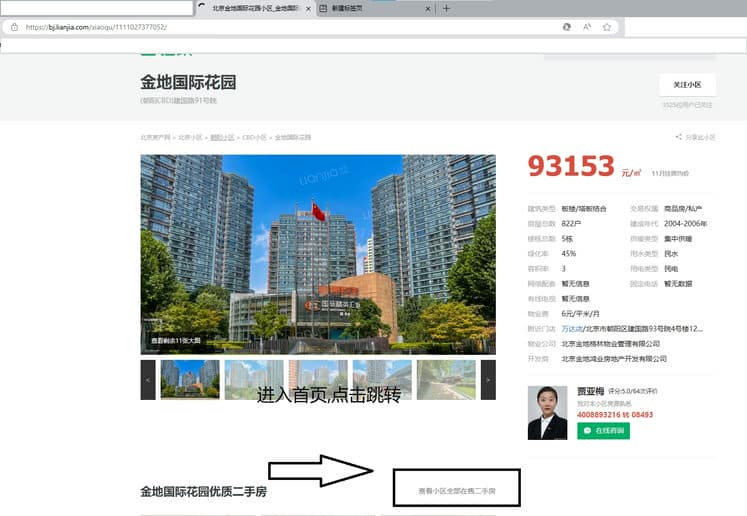 北京金地国际花园小区_金地国际...
新建标签页
https://bj.lianjia.com/xiaoqu/1111027377052/
金地国际花园
(朝阳CBD)建国路91号院
关注小区
3525位用户已关注
北京房产网 > 北京小区 > 朝阳小区 > CBD小区 > 金地国际花园
分享此小区
93153 元/㎡ 11月挂牌均价
建筑类型 板楼/塔板结合 交易权属 商品房/私产
房屋总数 822户 建成年代 2004-2006年
楼栋总数 5栋 供暖类型 集中供暖
绿化率 45% 用水类型 民水
容积率 3 用电类型 民电
网络配套 暂无信息 固定电话 暂无数据
有线电视 暂无信息
物业费 6元/平米/月
附近门店 万达店/北京市朝阳区建国路93号院4号楼12...
物业公司 北京金地格林物业管理有限公司
开发商 北京金地鸿业房地产开发有限公司
lianjia
查看剩余11张大图
< >
进入首页,点击跳转
贾亚梅 评分:5.0/64次评价
我对本小区房源熟悉
4008893216 转 08493
在线咨询
金地国际花园优质二手房
查看小区全部在售二手房